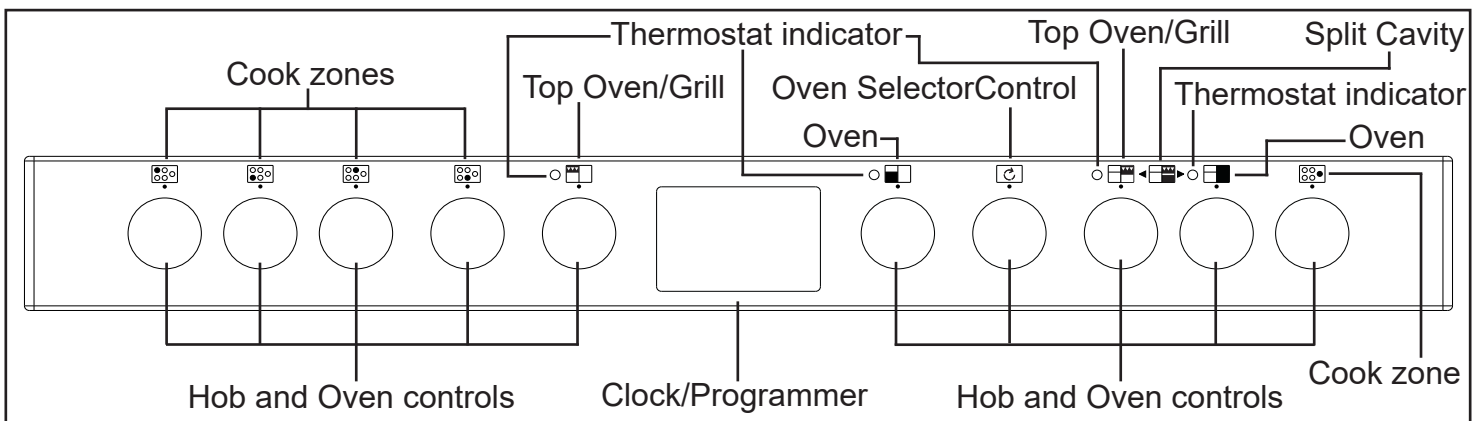 Thermostat indicator
Top Oven/Grill
Split Cavity
Cook zones
Top Oven/Grill
Oven SelectorControl
Thermostat indicator
Oven
Oven
Hob and Oven controls
Clock/Programmer
Hob and Oven controls
Cook zone